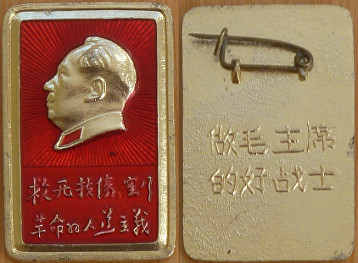 救死扶伤，实行
革命的人道主義
做毛主席
的好战士